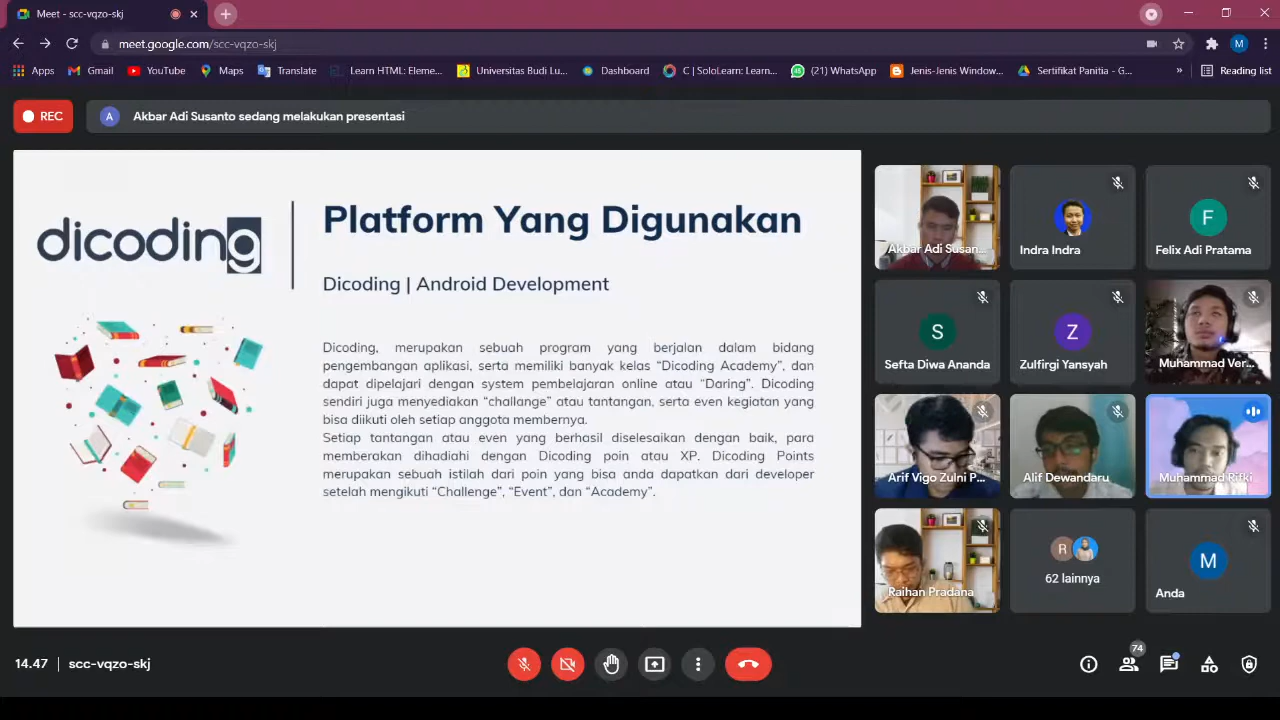 Meet - scc-vqzo-skj
meet.google.com/scc-vqzo-skj
M
Apps
Gmail
YouTube
Maps
Translate
Learn HTML: Eleme...
Universitas Budi Lu...
Dashboard
C | SoloLearn: Learn...
(21) WhatsApp
Jenis-Jenis Window...
Sertifikat Panitia - G...
»
Reading list
REC
A
Akbar Adi Susanto sedang melakukan presentasi
dicoding
Platform Yang Digunakan
Dicoding | Android Development
Dicoding, merupakan sebuah program yang berjalan dalam bidang
pengembangan aplikasi, serta memiliki banyak kelas “Dicoding Academy”, dan
dapat dipelajari dengan system pembelajaran online atau “Daring”. Dicoding
sendiri juga menyediakan “challange” atau tantangan, serta even kegiatan yang
bisa diikuti oleh setiap anggota membernya.
Setiap tantangan atau even yang berhasil diselesaikan dengan baik, para
memberakan dihadiahi dengan Dicoding poin atau XP. Dicoding Points
merupakan sebuah istilah dari poin yang bisa anda dapatkan dari developer
setelah mengikuti “Challenge”, “Event”, dan “Academy”.
Akbar Adi Susan...
Indra Indra
F
Felix Adi Pratama
S
Sefta Diwa Ananda
Z
Zulfirgi Yansyah
Muhammad Ver...
Arif Vigo Zulni P...
Alif Dewandaru
Muhammad Rifki
Raihan Pradana
R
62 lainnya
M
Anda
14.47
scc-vqzo-skj
74